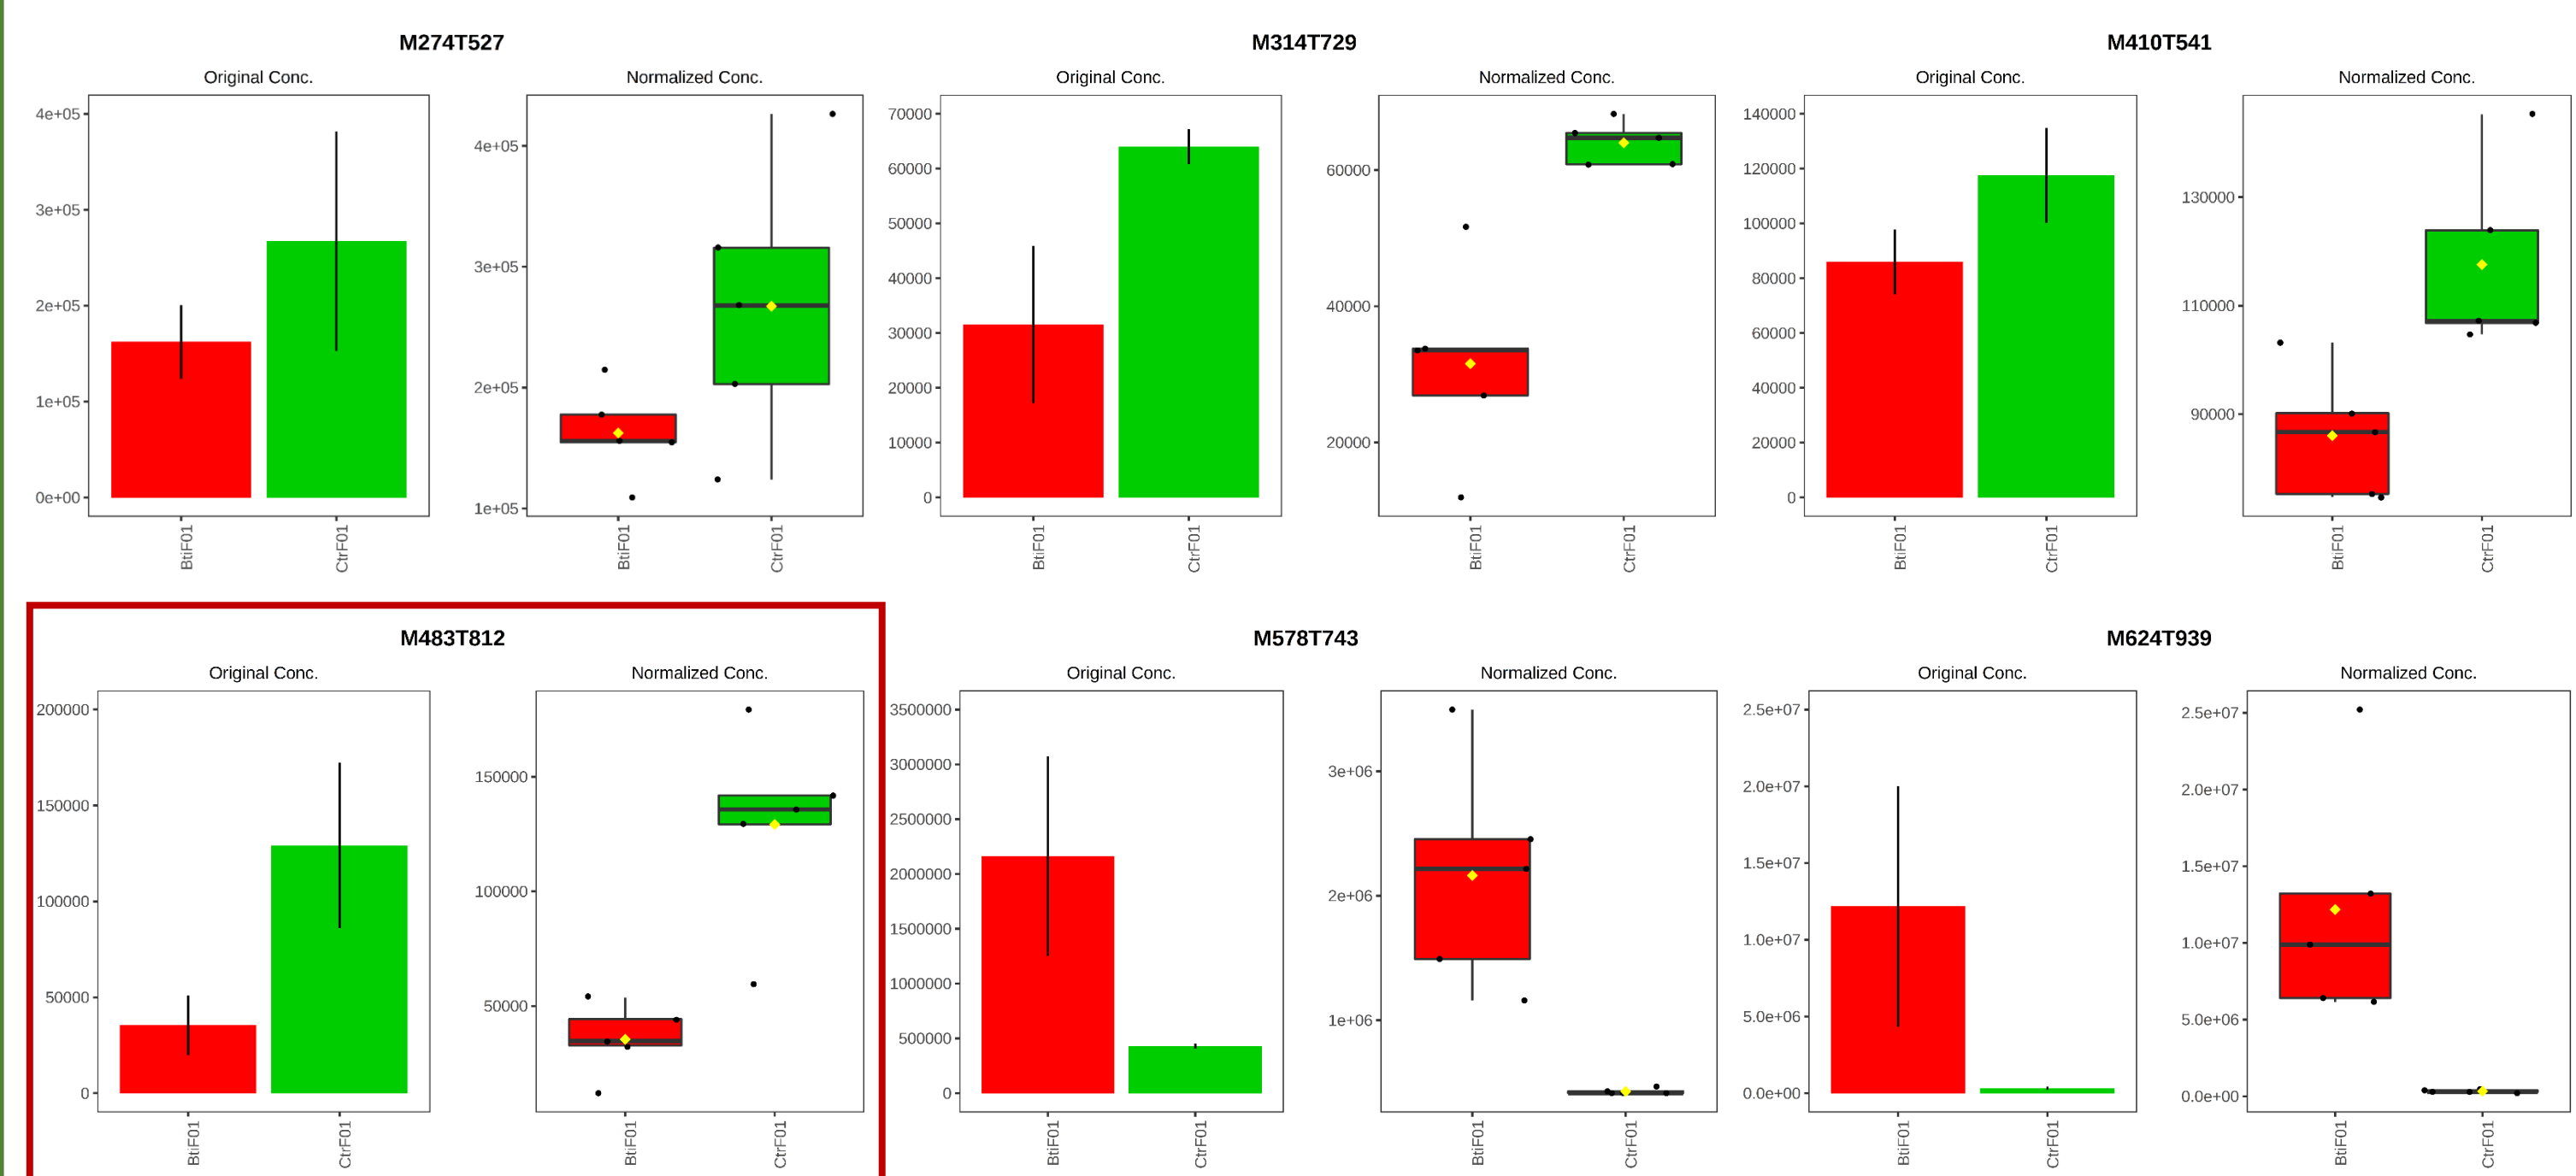 M274T527
Original Conc.
Normalized Conc.
4e+05
3e+05
2e+05
1e+05
0e+00
BtiF01
CtrF01
4e+05
3e+05
2e+05
1e+05
BtiF01
CtrF01
M314T729
Original Conc.
Normalized Conc.
70000
60000
50000
40000
30000
20000
10000
0
BtiF01
CtrF01
60000
40000
20000
BtiF01
CtrF01
M410T541
Original Conc.
Normalized Conc.
140000
120000
100000
80000
60000
40000
20000
0
BtiF01
CtrF01
130000
110000
90000
BtiF01
CtrF01
M483T812
Original Conc.
Normalized Conc.
200000
150000
100000
50000
0
BtiF01
CtrF01
150000
100000
50000
BtiF01
CtrF01
M578T743
Original Conc.
Normalized Conc.
3500000
3000000
2500000
2000000
1500000
1000000
500000
0
BtiF01
CtrF01
3e+06
2e+06
1e+06
BtiF01
CtrF01
M624T939
Original Conc.
Normalized Conc.
2.5e+07
2.0e+07
1.5e+07
1.0e+07
5.0e+06
0.0e+00
BtiF01
CtrF01
2.5e+07
2.0e+07
1.5e+07
1.0e+07
5.0e+06
0.0e+00
BtiF01
CtrF01